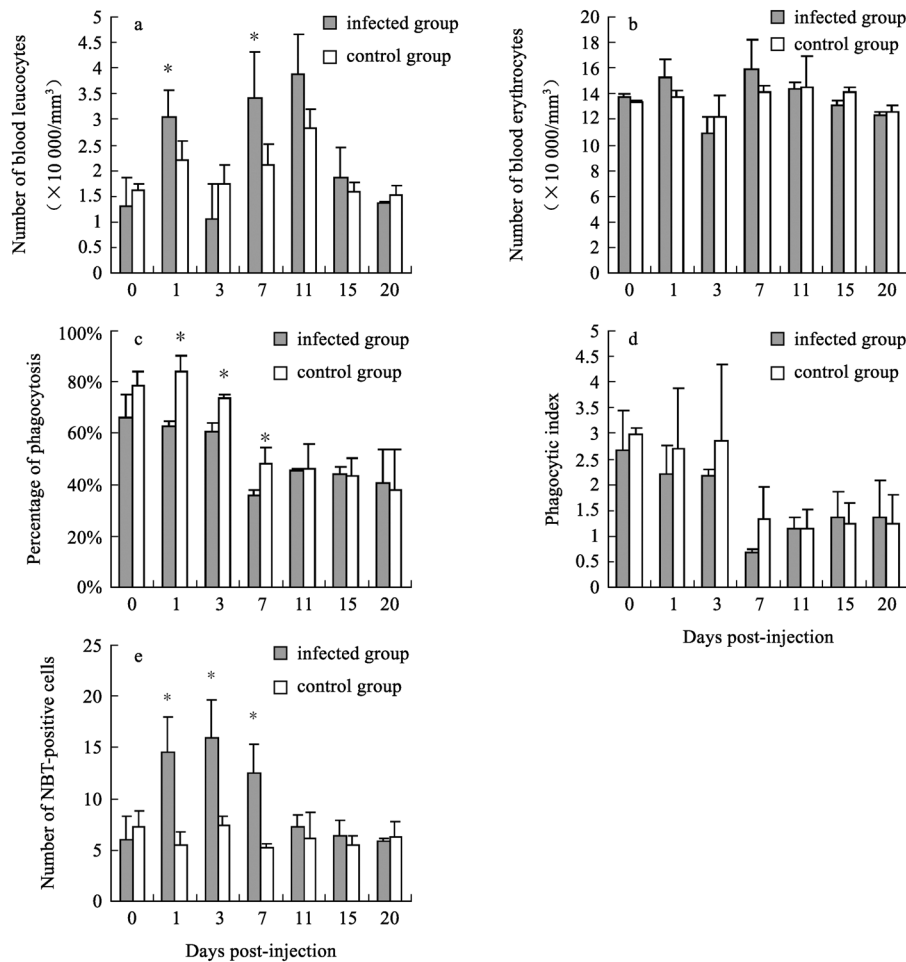 a
infected group
control group
Number of blood leucocytes
(×10 000/mm³)
5
4.5
4
3.5
3
2.5
2
1.5
1
0.5
0
*
*
0 1 3 7 11 15 20
b
infected group
control group
Number of blood erythrocytes
(×10 000/mm³)
20
18
16
14
12
10
8
6
4
2
0
0 1 3 7 11 15 20
c
infected group
control group
Percentage of phagocytosis
100%
80%
60%
40%
20%
0%
*
*
*
0 1 3 7 11 15 20
d
infected group
control group
Phagocytic index
5
4.5
4
3.5
3
2.5
2
1.5
1
0.5
0
0 1 3 7 11 15 20
Days post-injection
e
infected group
control group
Number of NBT-positive cells
25
20
15
10
5
0
*
*
*
0 1 3 7 11 15 20
Days post-injection